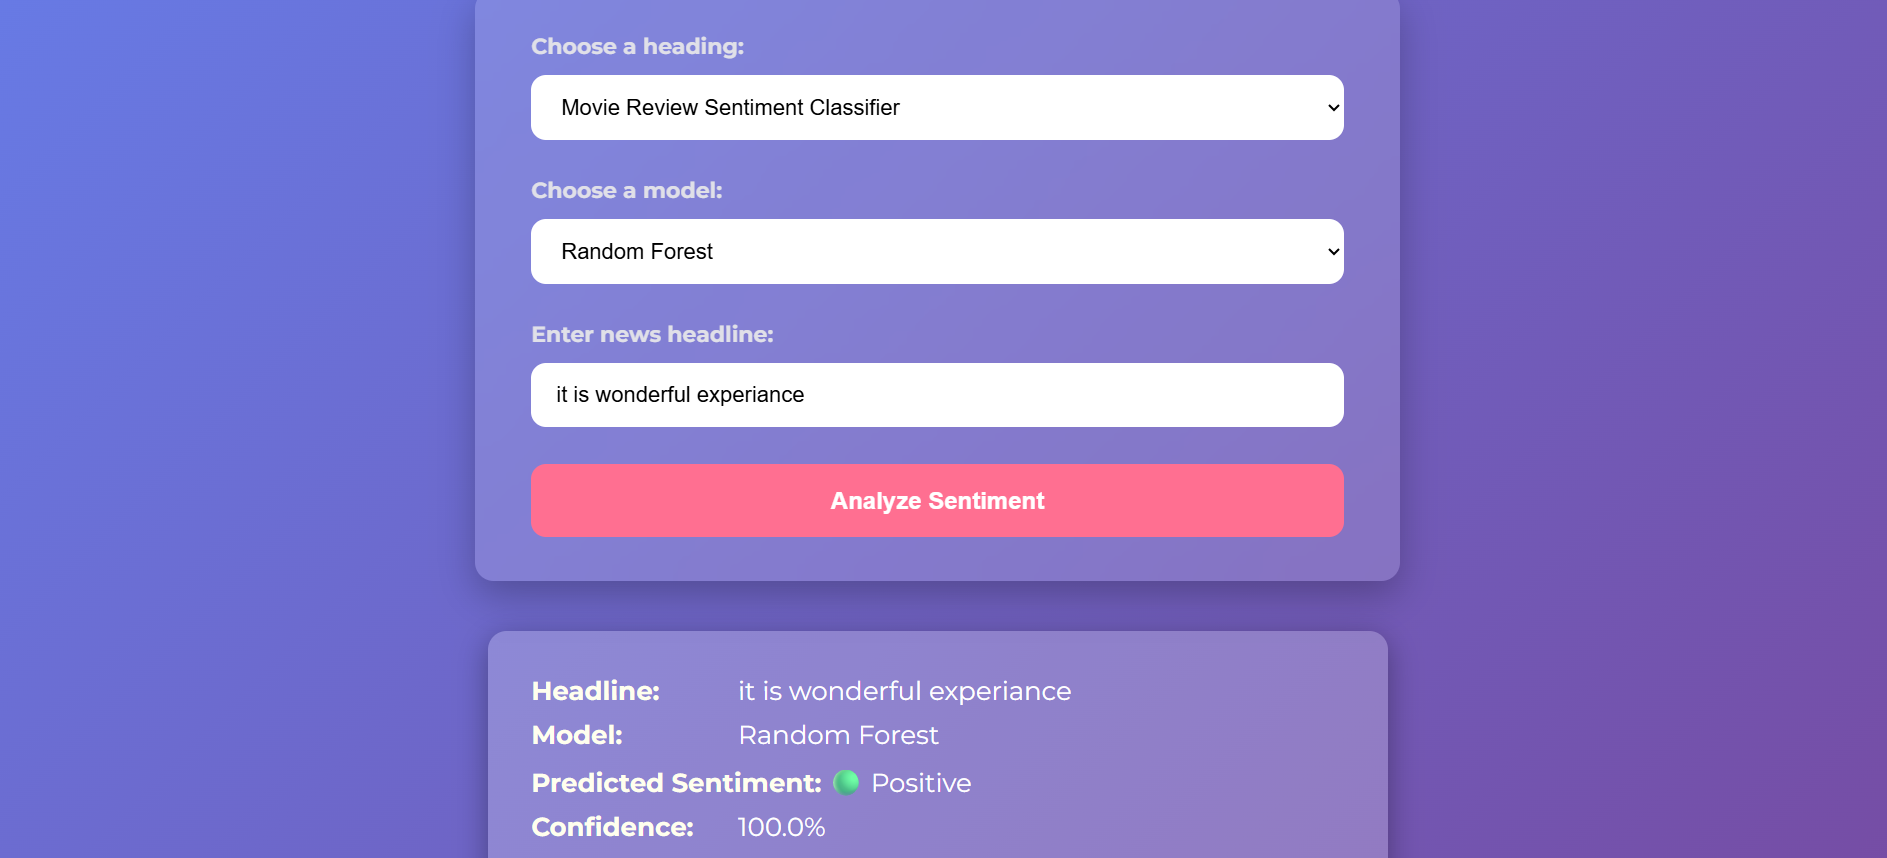 Choose a heading:
Movie Review Sentiment Classifier
Choose a model:
Random Forest
Enter news headline:
it is wonderful experiance
Analyze Sentiment
Headline: it is wonderful experiance
Model: Random Forest
Predicted Sentiment: Positive
Confidence: 100.0%